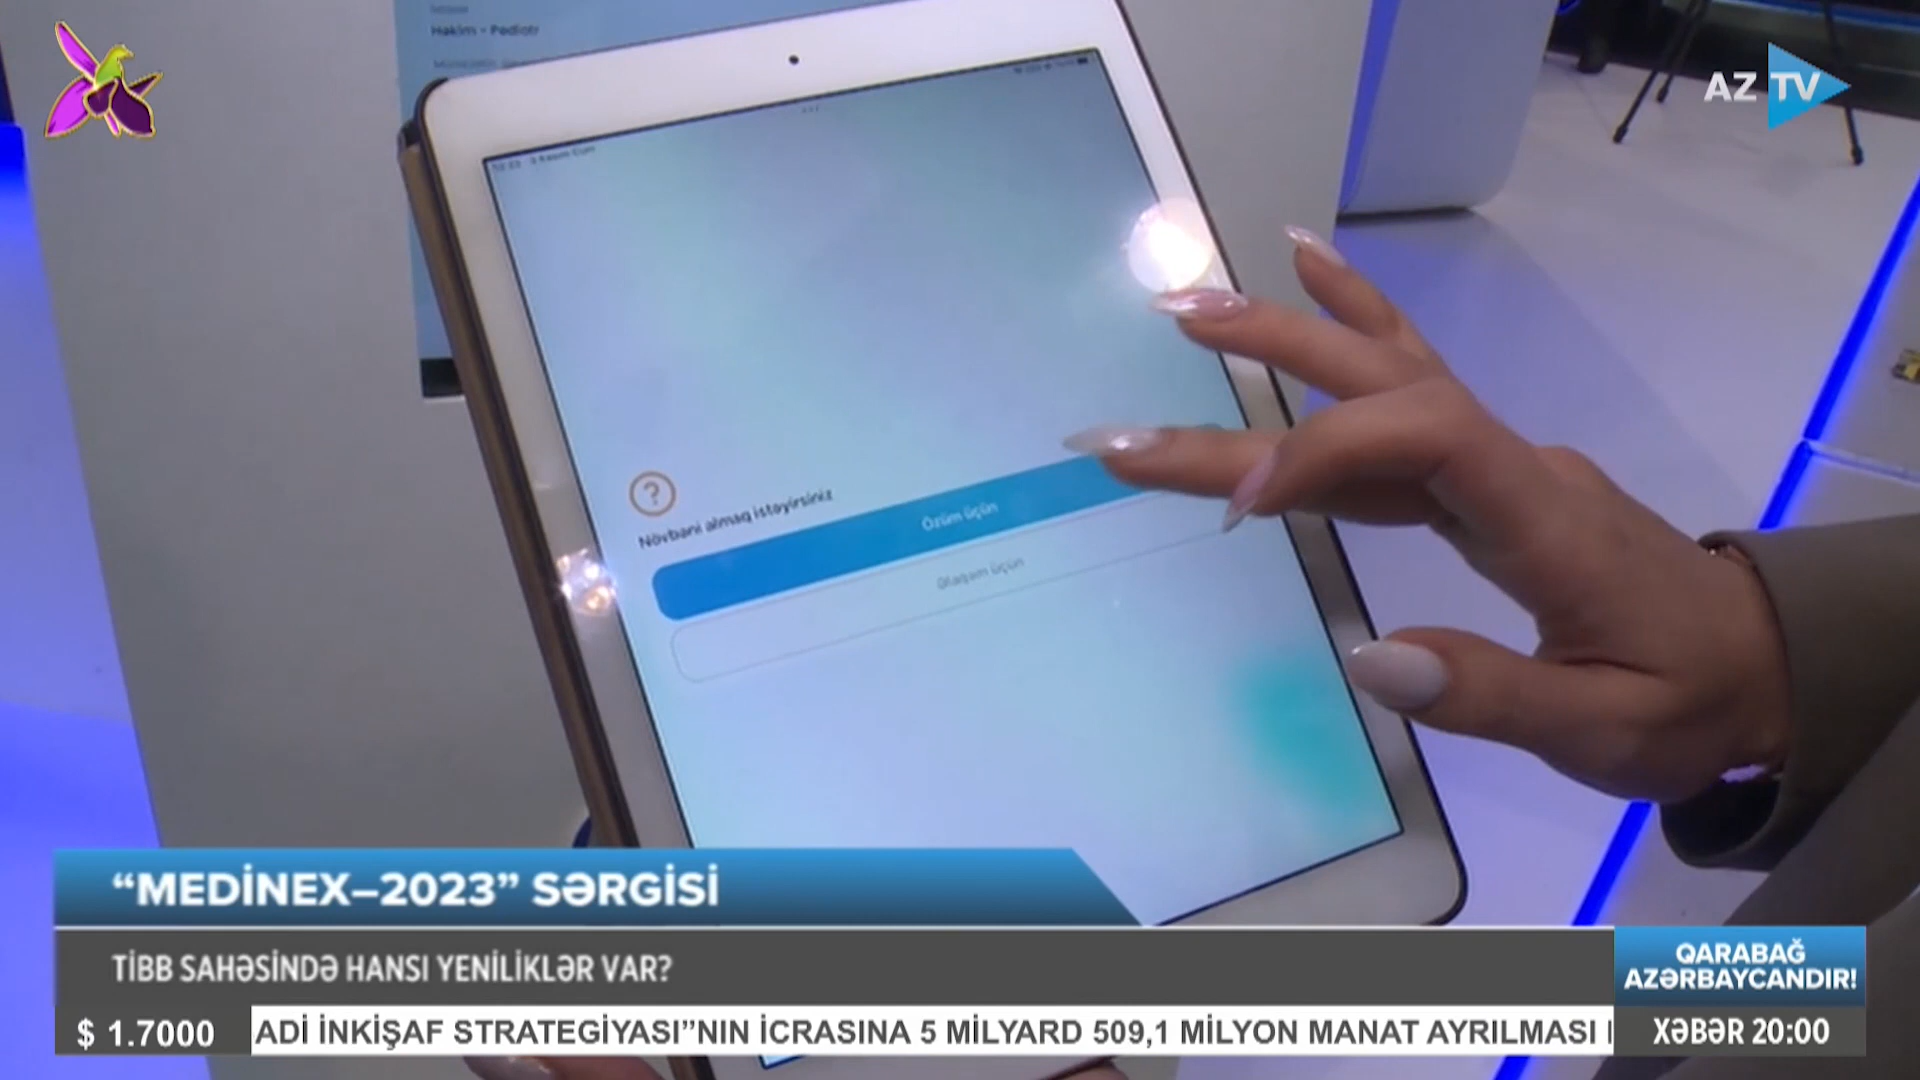 Həkim - Pediatr
AZ TV
Növbəni almaq istəyirsiniz
Özüm üçün
Əlaqəm üçün
“MEDİNEX–2023” SƏRGİSİ
TİBB SAHƏSİNDƏ HANSI YENİLİKLƏR VAR?
QARABAĞ
AZƏRBAYCANDIR!
$ 1.7000
ADİ İNKİŞAF STRATEGİYASI”NIN İCRASINA 5 MİLYARD 509,1 MİLYON MANAT AYRILMASI
XƏBƏR 20:00